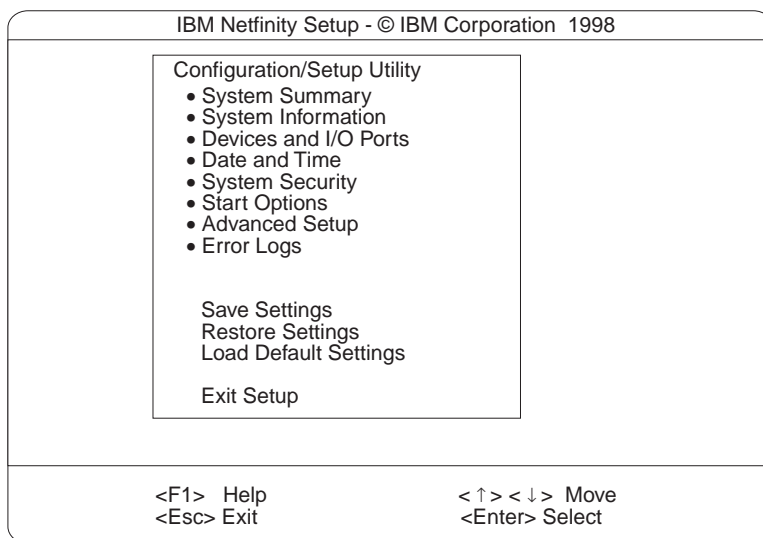 IBM Netfinity Setup - © IBM Corporation 1998
Configuration/Setup Utility
• System Summary
• System Information
• Devices and I/O Ports
• Date and Time
• System Security
• Start Options
• Advanced Setup
• Error Logs
Save Settings
Restore Settings
Load Default Settings
Exit Setup
<F1> Help <↑><↓> Move
<Esc> Exit <Enter> Select